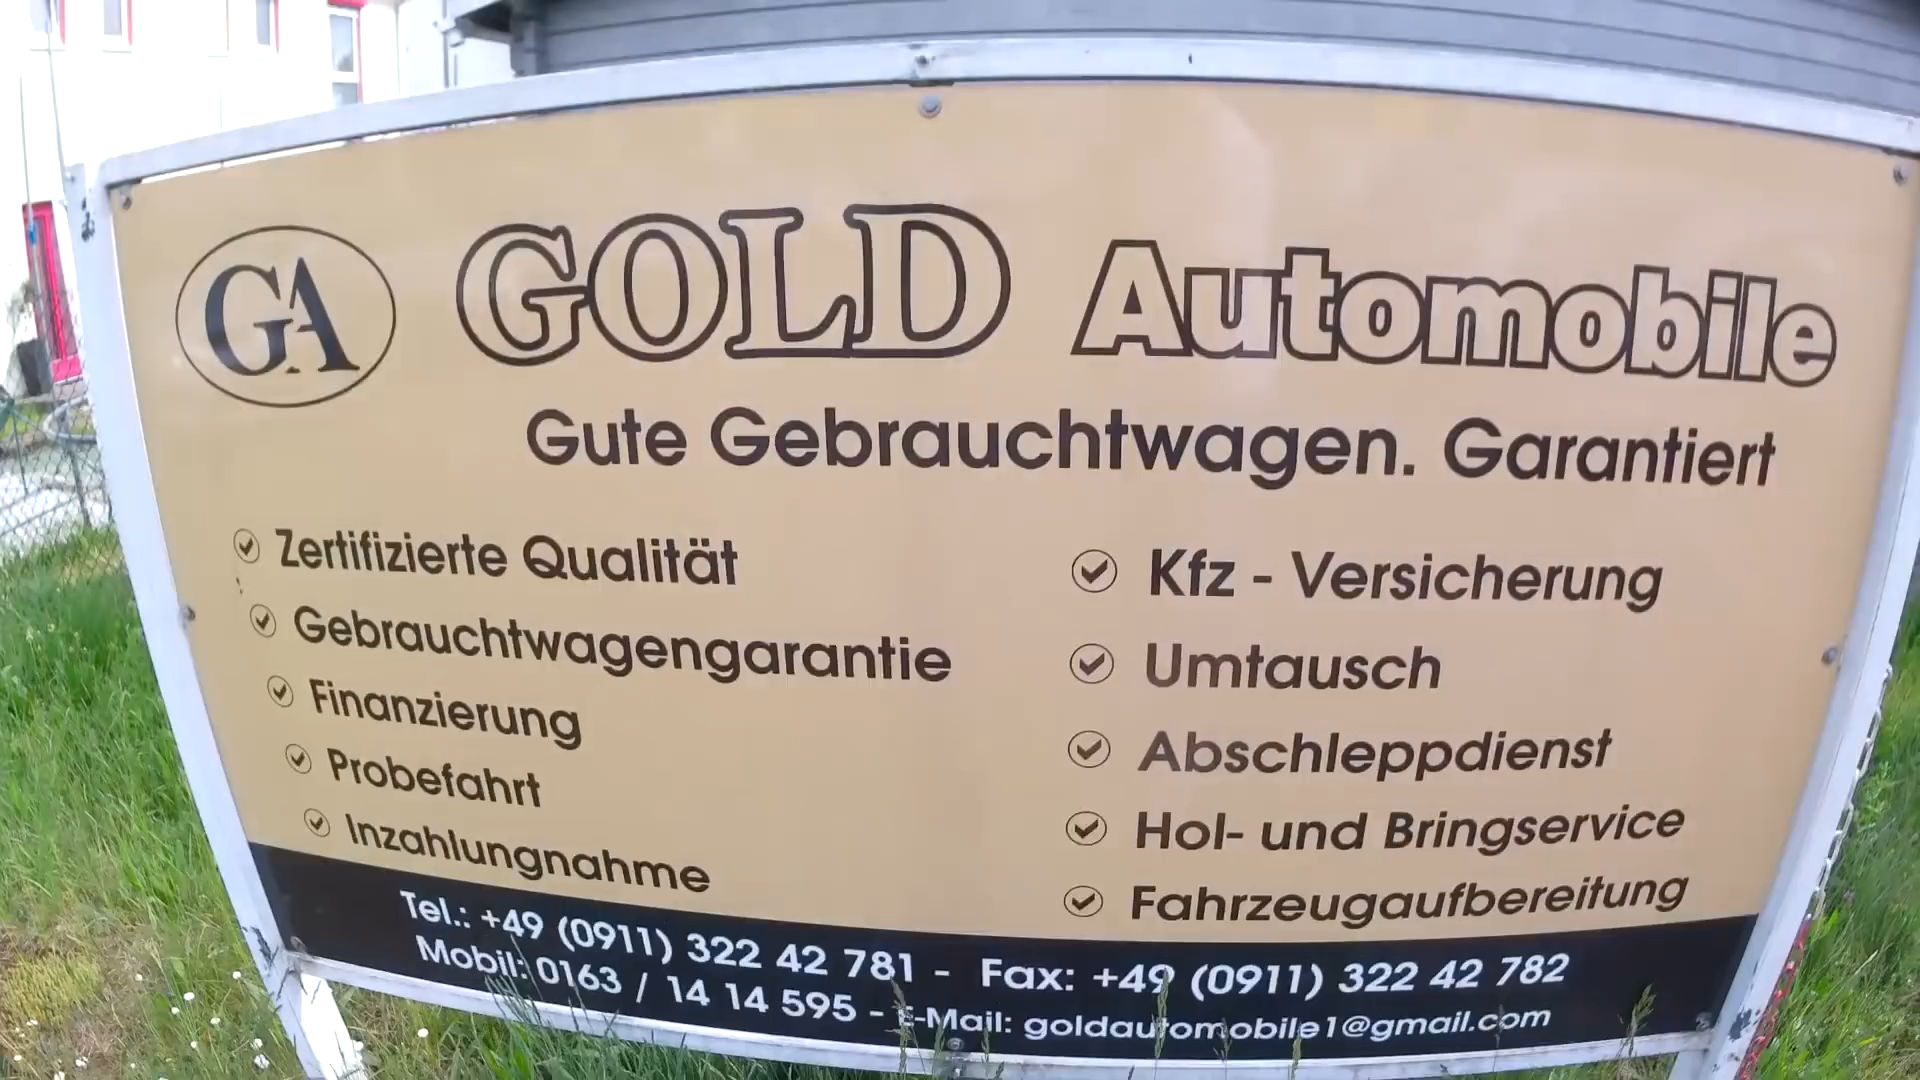 GA GOLD Automobile
Gute Gebrauchtwagen. Garantiert
Zertifizierte Qualität
Gebrauchtwagengarantie
Finanzierung
Probefahrt
Inzahlungnahme
Kfz - Versicherung
Umtausch
Abschleppdienst
Hol- und Bringservice
Fahrzeugaufbereitung
Tel.: +49 (0911) 322 42 781 - Fax: +49 (0911) 322 42 782
Mobil: 0163 / 14 14 595 - E-Mail: goldautomobile1@gmail.com